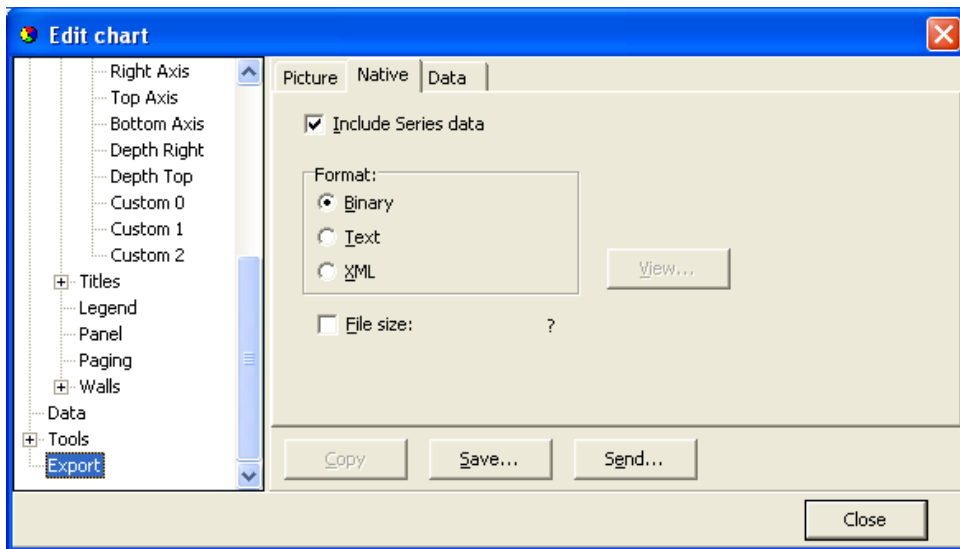 Edit chart
Right Axis
Top Axis
Bottom Axis
Depth Right
Depth Top
Custom 0
Custom 1
Custom 2
Titles
Legend
Panel
Paging
Walls
Data
Tools
Export
Picture Native Data
Include Series data
Format:
Binary
Text
XML
View...
File size: ?
Copy Save... Send...
Close